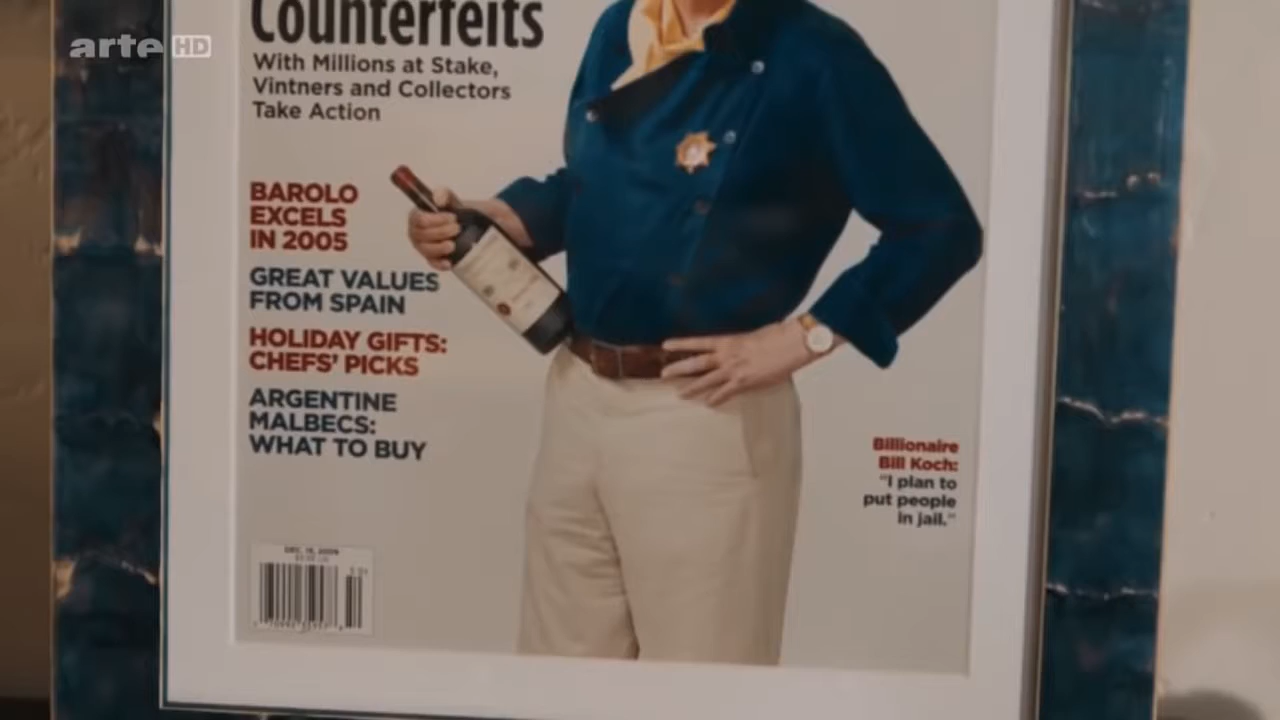 arte HD
Counterfeits
With Millions at Stake,
Vintners and Collectors
Take Action
BAROLO
EXCELS
IN 2005
GREAT VALUES
FROM SPAIN
HOLIDAY GIFTS:
CHEFS' PICKS
ARGENTINE
MALBECS:
WHAT TO BUY
Billionaire
Bill Koch:
"I plan to
put people
in jail."